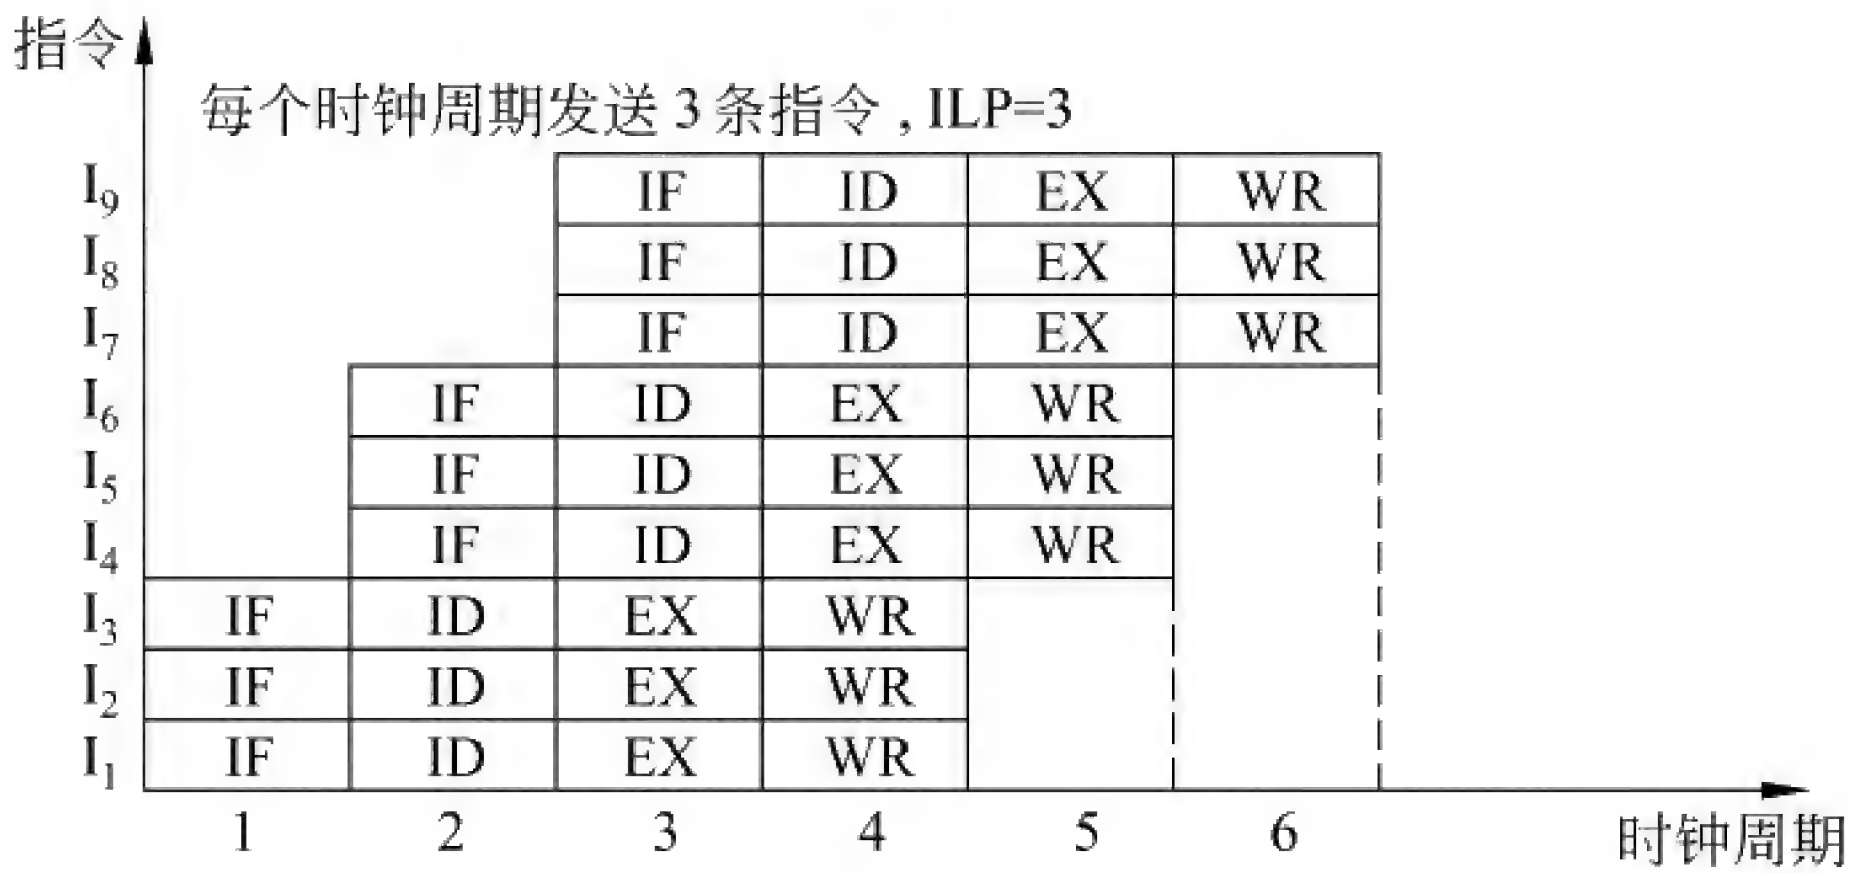 指令
每个时钟周期发送 3 条指令 , ILP=3
I9 IF ID EX WR
I8 IF ID EX WR
I7 IF ID EX WR
I6 IF ID EX WR
I5 IF ID EX WR
I4 IF ID EX WR
I3 IF ID EX WR
I2 IF ID EX WR
I1 IF ID EX WR
1 2 3 4 5 6
时钟周期